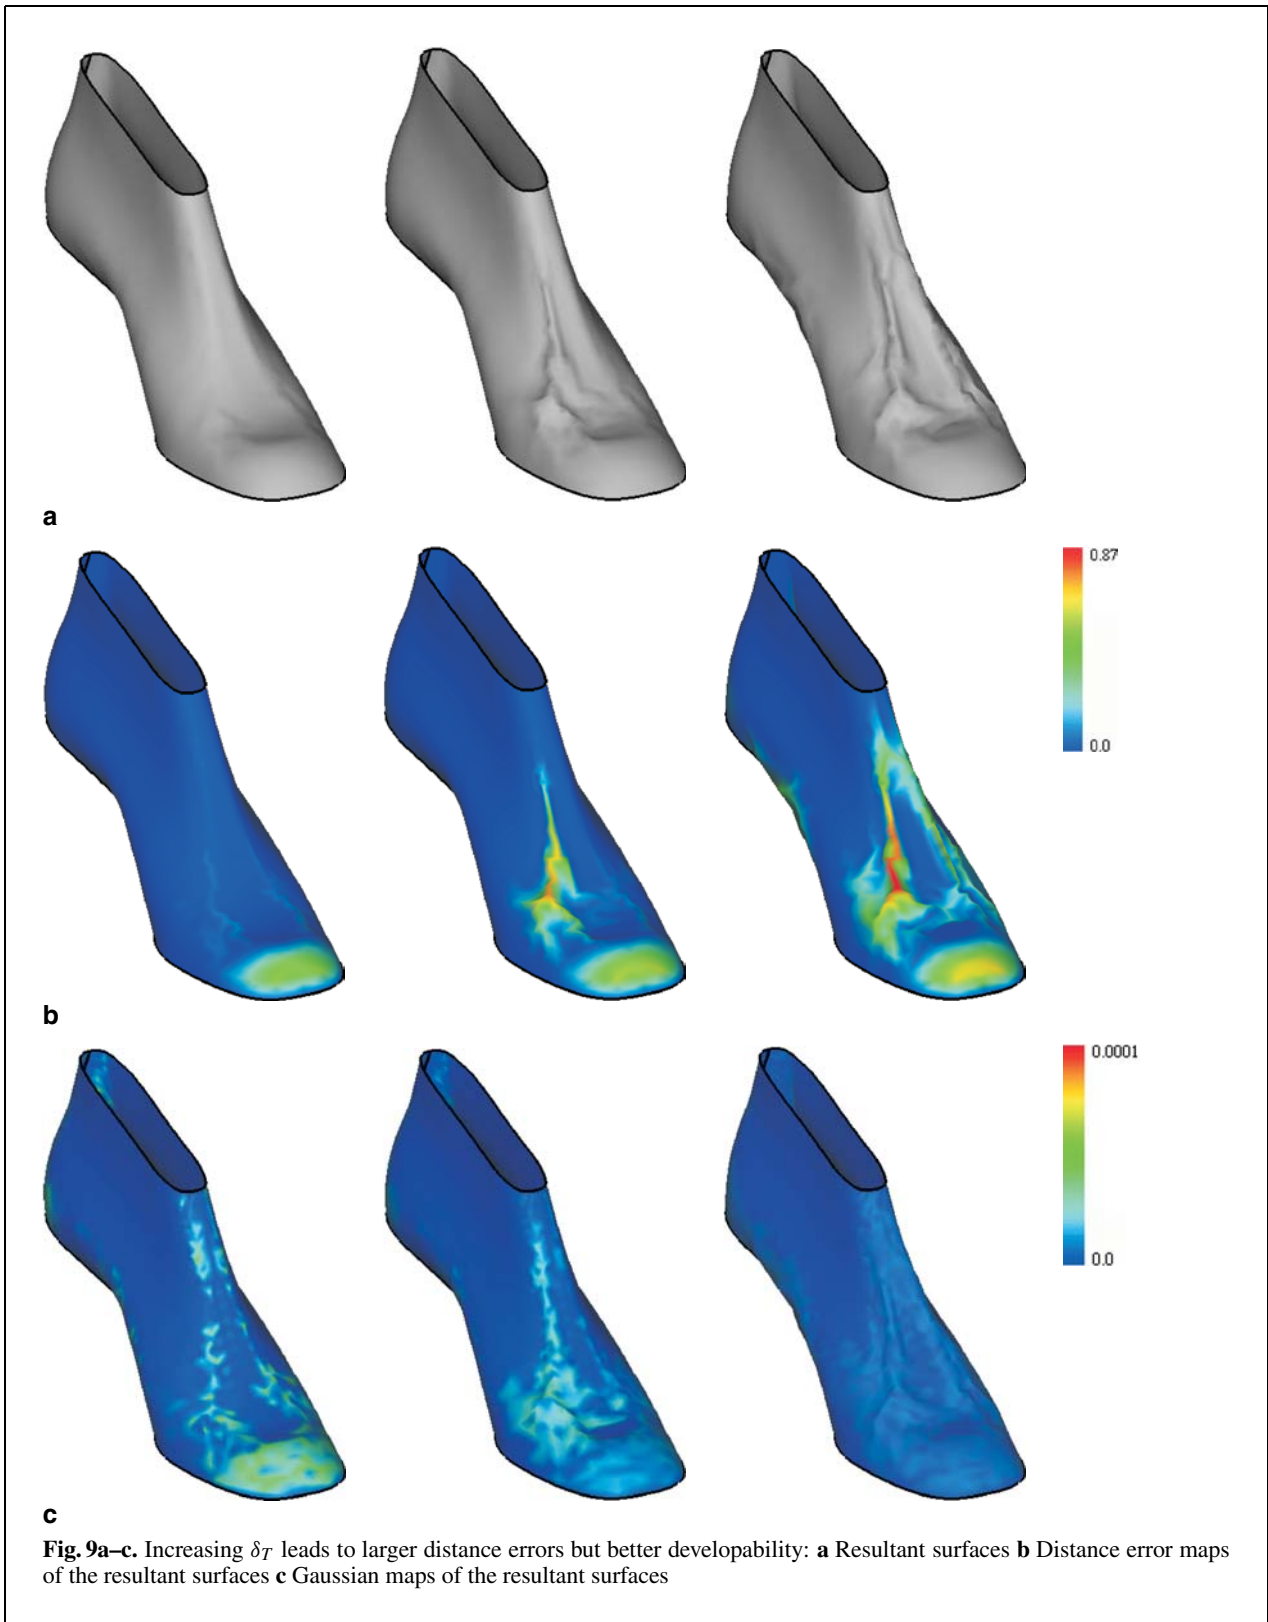 a
0.87
0.0
b
0.0001
0.0
c
Fig. 9a–c. Increasing δT leads to larger distance errors but better developability: a Resultant surfaces b Distance error maps
of the resultant surfaces c Gaussian maps of the resultant surfaces